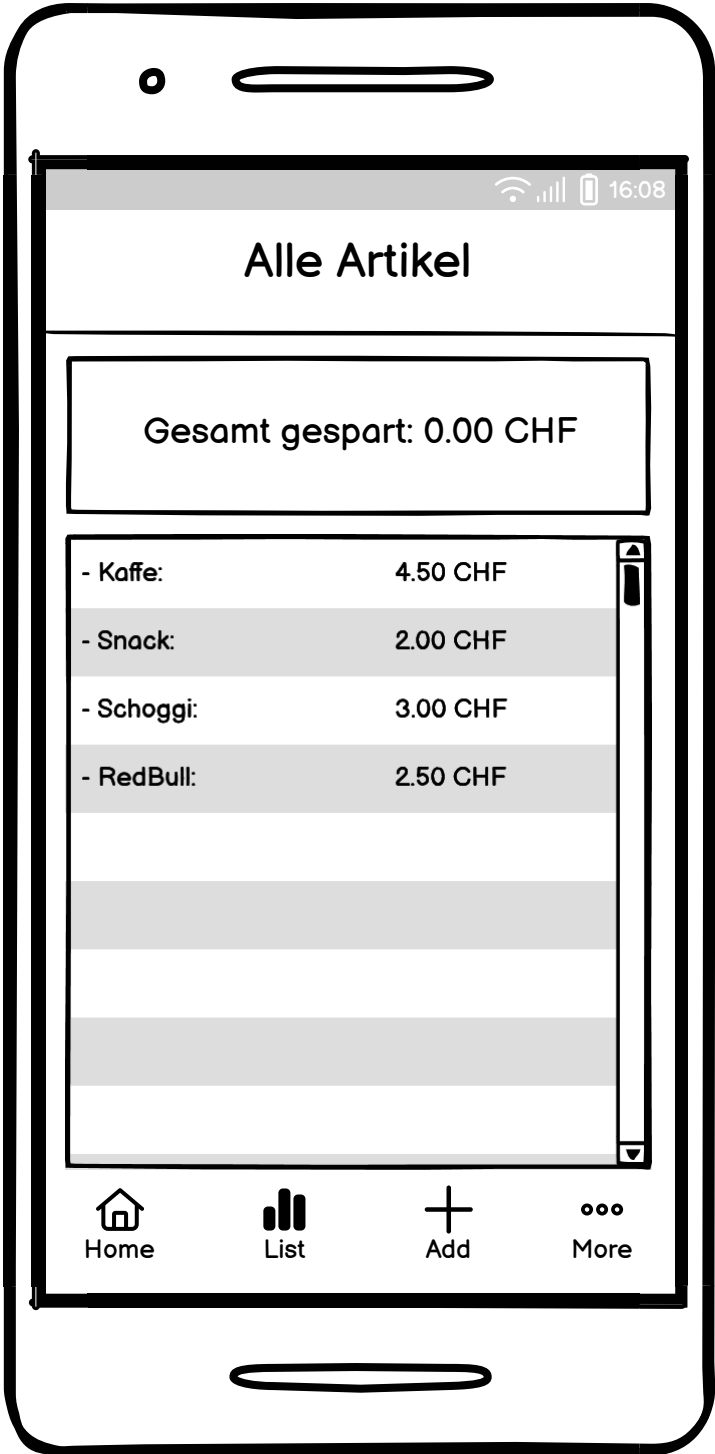 16:08
Alle Artikel
Gesamt gespart: 0.00 CHF
- Kaffe: 4.50 CHF
- Snack: 2.00 CHF
- Schoggi: 3.00 CHF
- RedBull: 2.50 CHF
Home List Add More